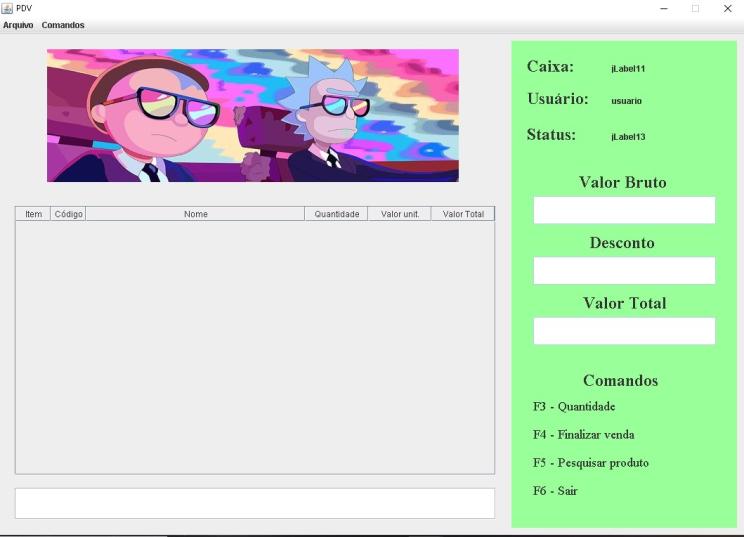 PDV
Arquivo Comandos
Caixa: jLabel11
Usuário: usuario
Status: jLabel13
Valor Bruto
Desconto
Valor Total
Item Código Nome Quantidade Valor unit. Valor Total
Comandos
F3 - Quantidade
F4 - Finalizar venda
F5 - Pesquisar produto
F6 - Sair